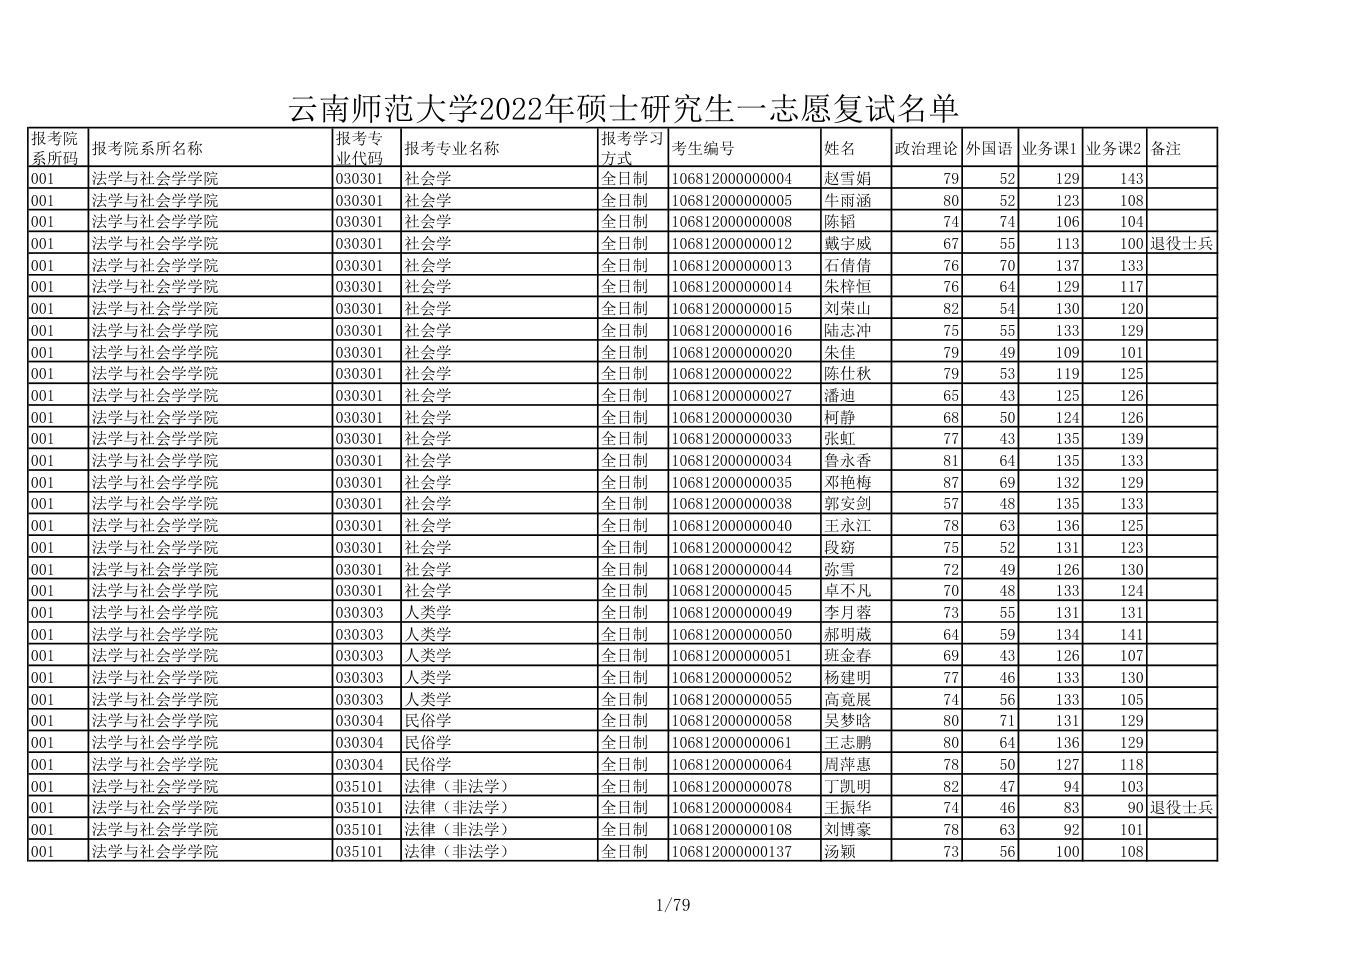 云南师范大学2022年硕士研究生一志愿复试名单
报考院系所码 报考院系所名称 报考专业代码 报考专业名称 报考学习方式 考生编号 姓名 政治理论 外国语 业务课1 业务课2 备注
001 法学与社会学学院 030301 社会学 全日制 106812000000004 赵雪娟 79 52 129 143
001 法学与社会学学院 030301 社会学 全日制 106812000000005 牛雨涵 80 52 123 108
001 法学与社会学学院 030301 社会学 全日制 106812000000008 陈韬 74 74 106 104
001 法学与社会学学院 030301 社会学 全日制 106812000000012 戴宇威 67 55 113 100 退役士兵
001 法学与社会学学院 030301 社会学 全日制 106812000000013 石倩倩 76 70 137 133
001 法学与社会学学院 030301 社会学 全日制 106812000000014 朱梓恒 76 64 129 117
001 法学与社会学学院 030301 社会学 全日制 106812000000015 刘荣山 82 54 130 120
001 法学与社会学学院 030301 社会学 全日制 106812000000016 陆志冲 75 55 133 129
001 法学与社会学学院 030301 社会学 全日制 106812000000020 朱佳 79 49 109 101
001 法学与社会学学院 030301 社会学 全日制 106812000000022 陈仕秋 79 53 119 125
001 法学与社会学学院 030301 社会学 全日制 106812000000027 潘迪 65 43 125 126
001 法学与社会学学院 030301 社会学 全日制 106812000000030 柯静 68 50 124 126
001 法学与社会学学院 030301 社会学 全日制 106812000000033 张虹 77 43 135 139
001 法学与社会学学院 030301 社会学 全日制 106812000000034 鲁永香 81 64 135 133
001 法学与社会学学院 030301 社会学 全日制 106812000000035 邓艳梅 87 69 132 129
001 法学与社会学学院 030301 社会学 全日制 106812000000038 郭安剑 57 48 135 133
001 法学与社会学学院 030301 社会学 全日制 106812000000040 王永江 78 63 136 125
001 法学与社会学学院 030301 社会学 全日制 106812000000042 段窈 75 52 131 123
001 法学与社会学学院 030301 社会学 全日制 106812000000044 弥雪 72 49 126 130
001 法学与社会学学院 030301 社会学 全日制 106812000000045 卓不凡 70 48 133 124
001 法学与社会学学院 030303 人类学 全日制 106812000000049 李月蓉 73 55 131 131
001 法学与社会学学院 030303 人类学 全日制 106812000000050 郝明葳 64 59 134 141
001 法学与社会学学院 030303 人类学 全日制 106812000000051 班金春 69 43 126 107
001 法学与社会学学院 030303 人类学 全日制 106812000000052 杨建明 77 46 133 130
001 法学与社会学学院 030303 人类学 全日制 106812000000055 高竟展 74 56 133 105
001 法学与社会学学院 030304 民俗学 全日制 106812000000058 吴梦晗 80 71 131 129
001 法学与社会学学院 030304 民俗学 全日制 106812000000061 王志鹏 80 64 136 129
001 法学与社会学学院 030304 民俗学 全日制 106812000000064 周萍惠 78 50 127 118
001 法学与社会学学院 035101 法律（非法学） 全日制 106812000000078 丁凯明 82 47 94 103
001 法学与社会学学院 035101 法律（非法学） 全日制 106812000000084 王振华 74 46 83 90 退役士兵
001 法学与社会学学院 035101 法律（非法学） 全日制 106812000000108 刘博豪 78 63 92 101
001 法学与社会学学院 035101 法律（非法学） 全日制 106812000000137 汤颖 73 56 100 108
1/79